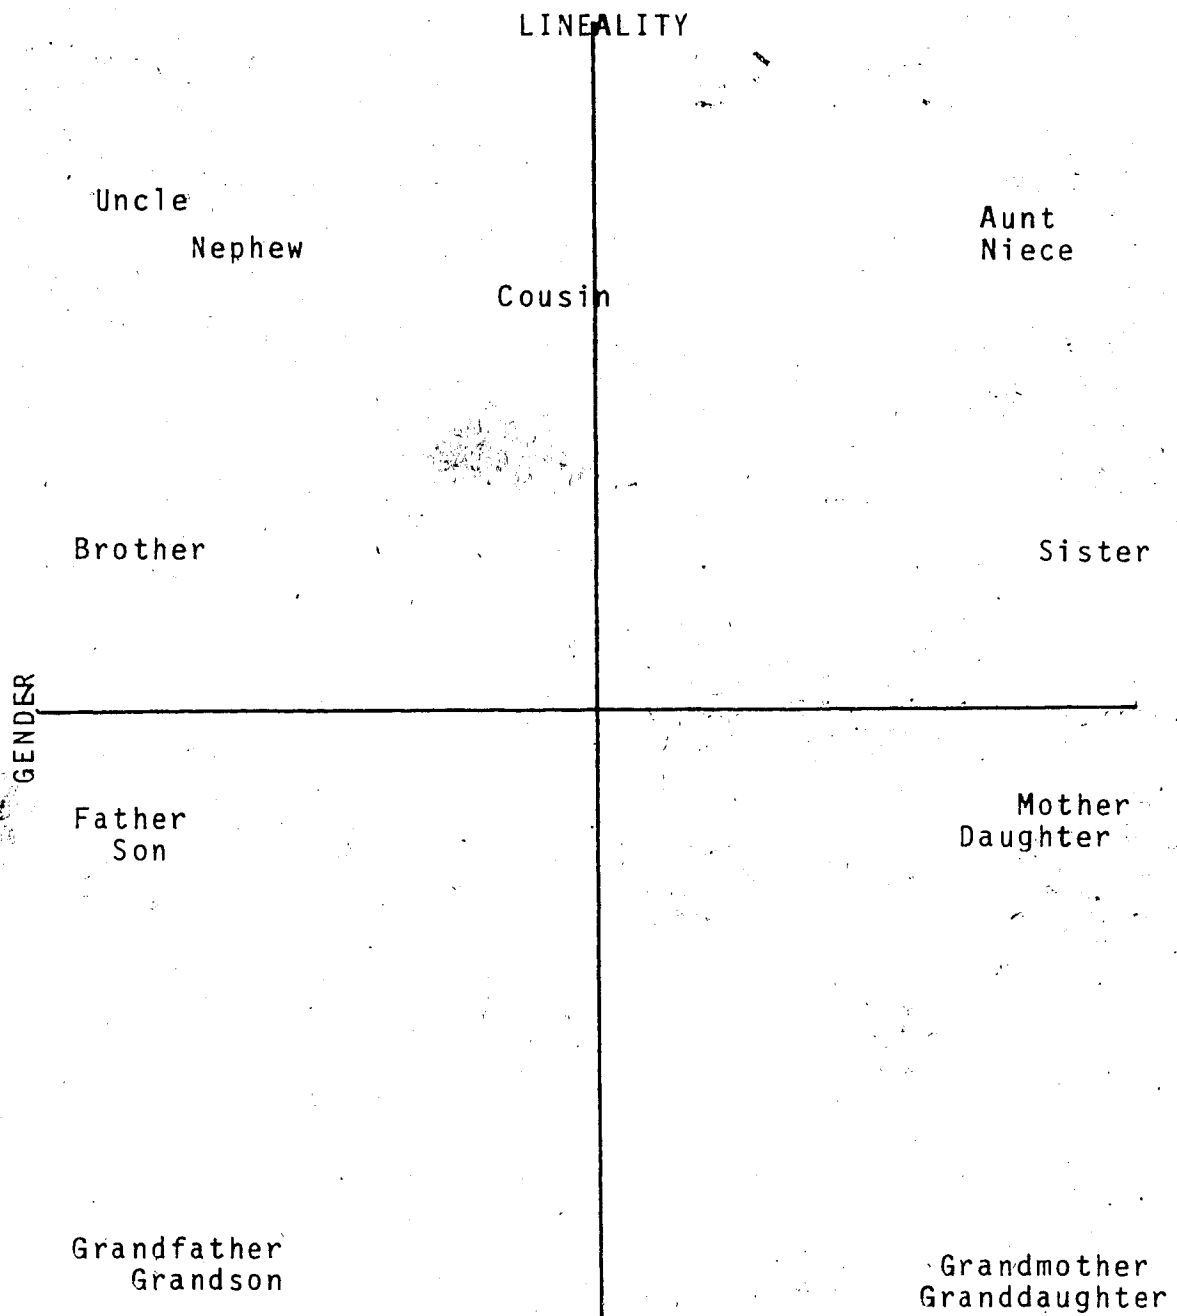 LINEALITY
Uncle
Aunt
Nephew
Niece
Cousin
Brother
Sister
GENDER
Mother
Father
Daughter
Son
Grandfather
Grandmother
Grandson
Granddaughter